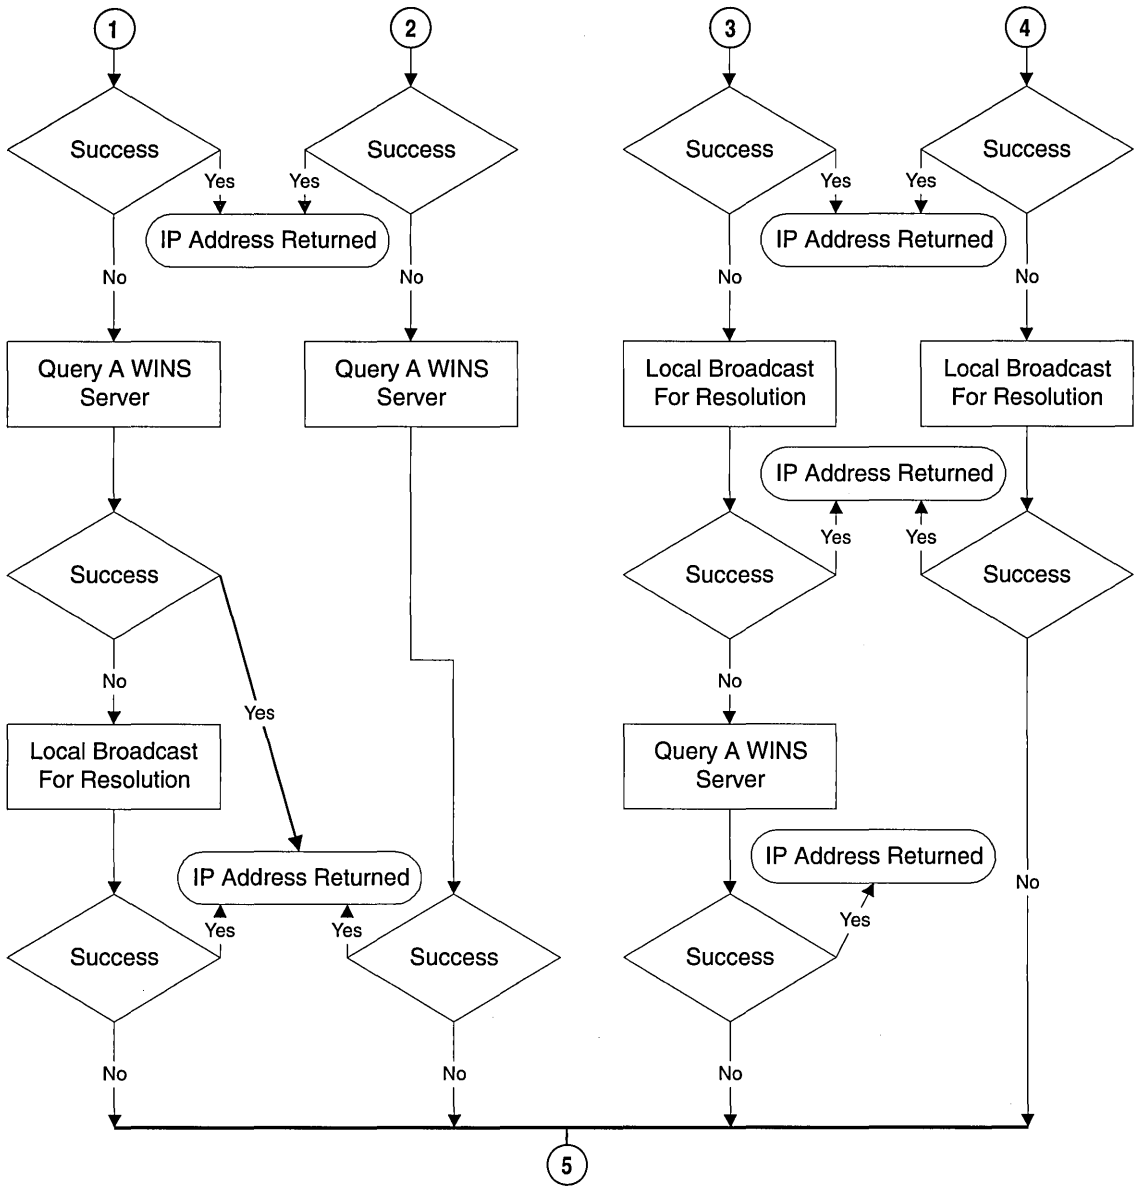 1
2
3
4
Success
Success
Success
Success
Yes
Yes
Yes
Yes
IP Address Returned
IP Address Returned
No
No
No
No
Query A WINS
Server
Query A WINS
Server
Local Broadcast
For Resolution
Local Broadcast
For Resolution
IP Address Returned
Yes
Yes
Success
Success
Success
No
No
Yes
Local Broadcast
For Resolution
Query A WINS
Server
IP Address Returned
IP Address Returned
No
Yes
Yes
Yes
Success
Success
Success
No
No
No
5